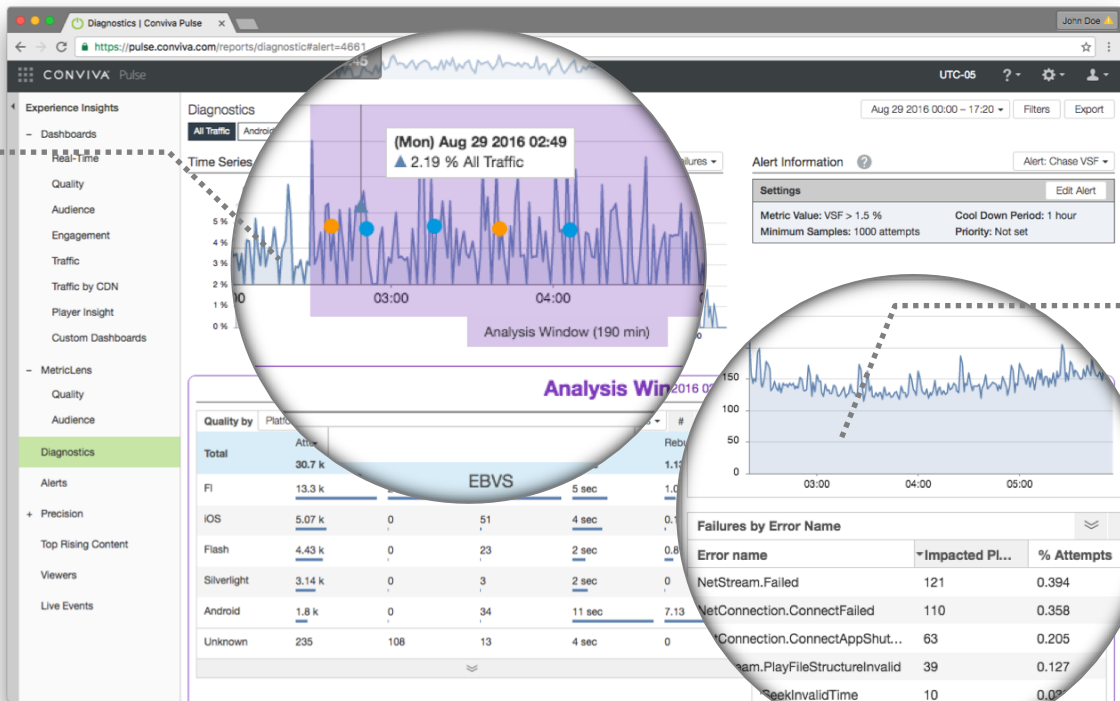 Diagnostics | Conviva Pulse
John Doe
https://pulse.conviva.com/reports/diagnostic#alert=4661
CONVIVA Pulse
UTC-05
?
Experience Insights
– Dashboards
Real-Time
Quality
Audience
Engagement
Traffic
Traffic by CDN
Player Insight
Custom Dashboards
– MetricLens
Quality
Audience
Diagnostics
Alerts
+ Precision
Top Rising Content
Viewers
Live Events
Diagnostics
Aug 29 2016 00:00 – 17:20
Filters
Export
All Traffic
Time Series
Alert Information ?
Alert: Chase VSF
Settings
Edit Alert
Metric Value: VSF > 1.5 %
Cool Down Period: 1 hour
Minimum Samples: 1000 attempts
Priority: Not set
(Mon) Aug 29 2016 02:49
2.19 % All Traffic
5 %
4 %
3 %
2 %
1 %
0 %
03:00 04:00
Analysis Window (190 min)
Analysis
Quality by
Total
30.7 k
FI 13.3 k 5 sec
EBVS
iOS 5.07 k 0 51 4 sec
Flash 4.43 k 0 23 2 sec
Silverlight 3.14 k 0 3 2 sec 0
Android 1.8 k 0 34 11 sec 7.13
Unknown 235 108 13 4 sec 0
150
100
50
0
03:00 04:00 05:00
Failures by Error Name
Error name Impacted Pl... % Attempts
NetStream.Failed 121 0.394
NetConnection.ConnectFailed 110 0.358
63 0.205
39 0.127
10